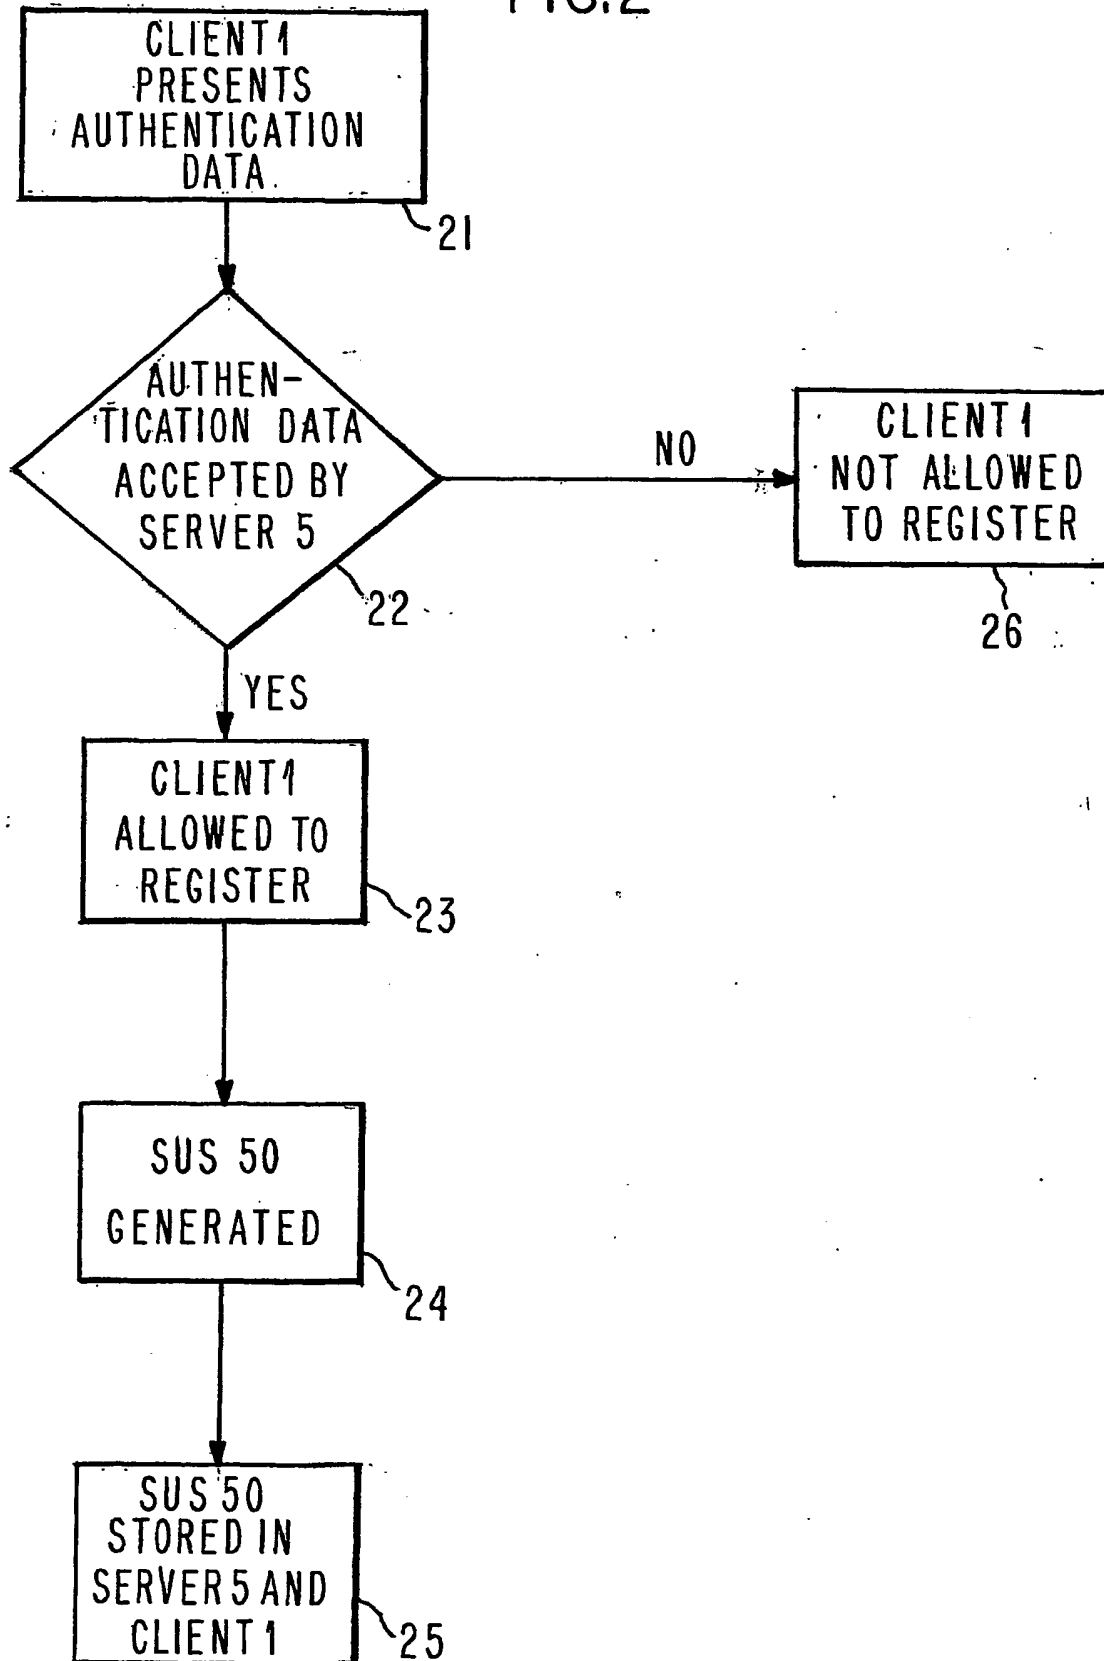 FIG.2
CLIENT 1
PRESENTS
AUTHENTICATION
DATA
21
AUTHEN-
TICATION DATA
ACCEPTED BY
SERVER 5
22
NO
CLIENT 1
NOT ALLOWED
TO REGISTER
26
YES
CLIENT 1
ALLOWED TO
REGISTER
23
SUS 50
GENERATED
24
SUS 50
STORED IN
SERVER 5 AND
CLIENT 1
25